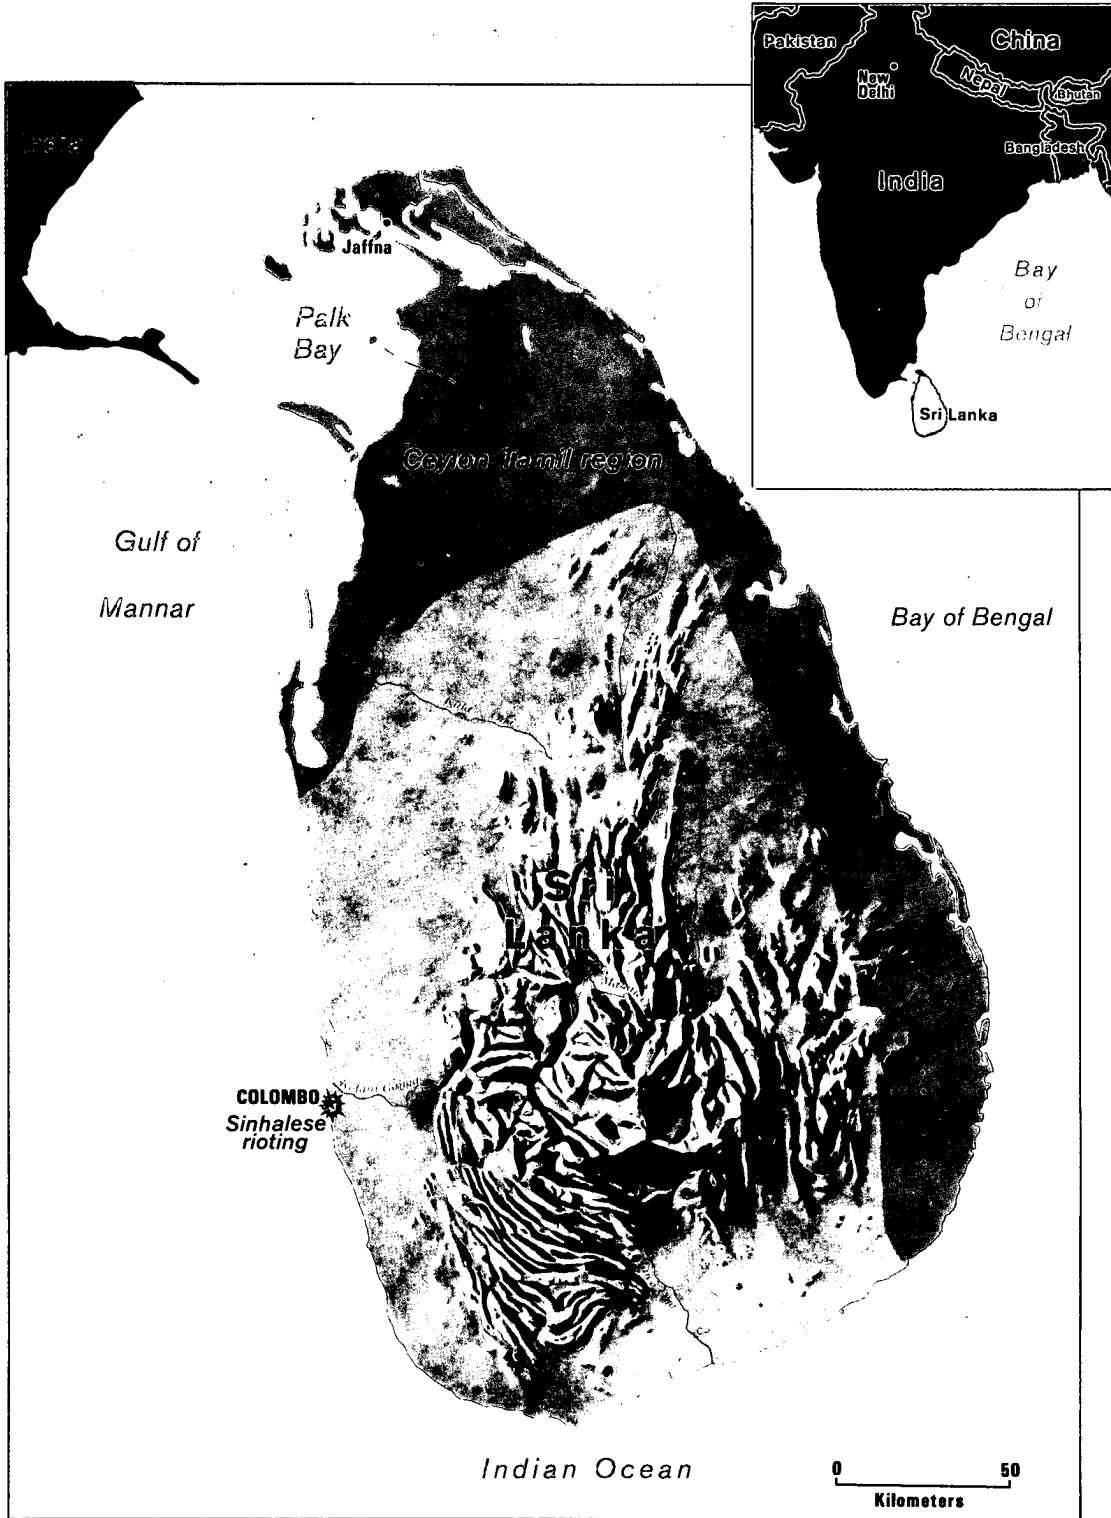 Pakistan
China
New
Delhi
Nepal
Bhutan
Bangladesh
India
Bay
of
Bengal
Sri Lanka
India
Jaffna
Palk
Bay
Ceylon Tamil region
Gulf of
Mannar
Bay of Bengal
Sri
Lanka
COLOMBO
Sinhalese
rioting
Indian Ocean
0 50
Kilometers